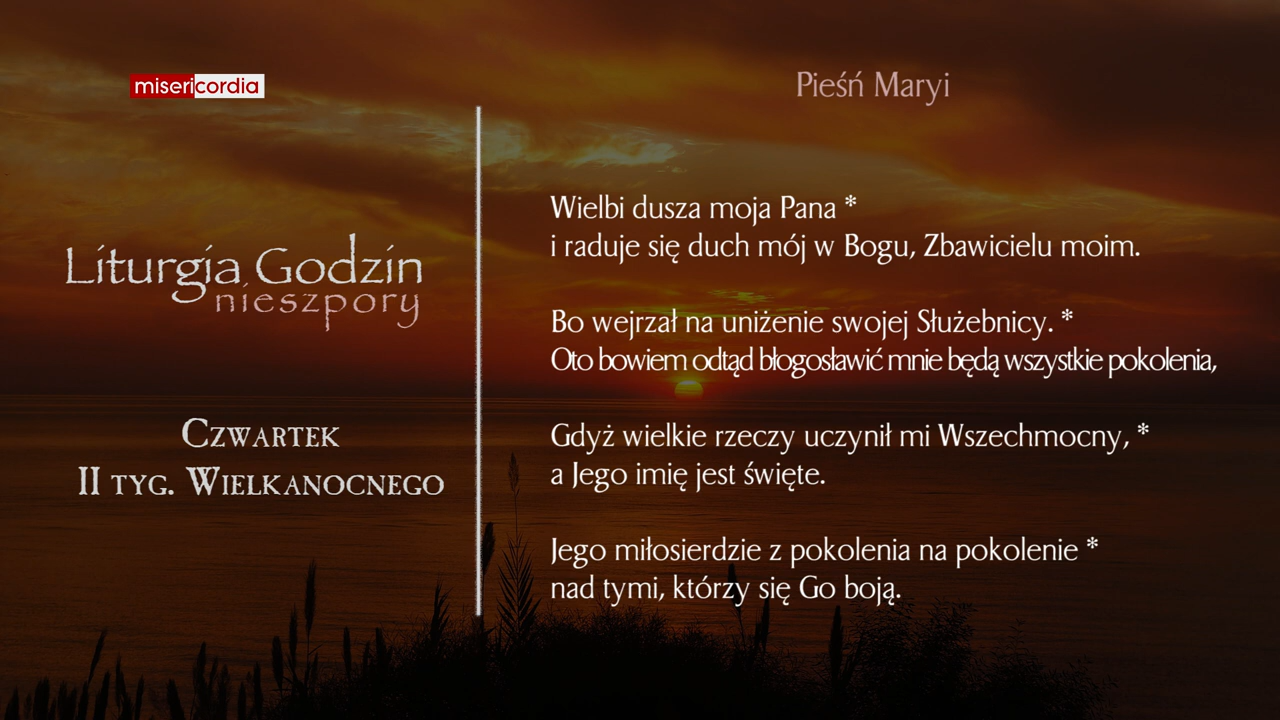 misericordia
Pieśń Maryi
Liturgia Godzin
nieszpory
Czwartek
II tyg. Wielkanocnego
Wielbi dusza moja Pana *
i raduje się duch mój w Bogu, Zbawicielu moim.
Bo wejrzał na uniżenie swojej Służebnicy. *
Oto bowiem odtąd błogosławić mnie będą wszystkie pokolenia,
Gdyż wielkie rzeczy uczynił mi Wszechmocny, *
a Jego imię jest święte.
Jego miłosierdzie z pokolenia na pokolenie *
nad tymi, którzy się Go boją.